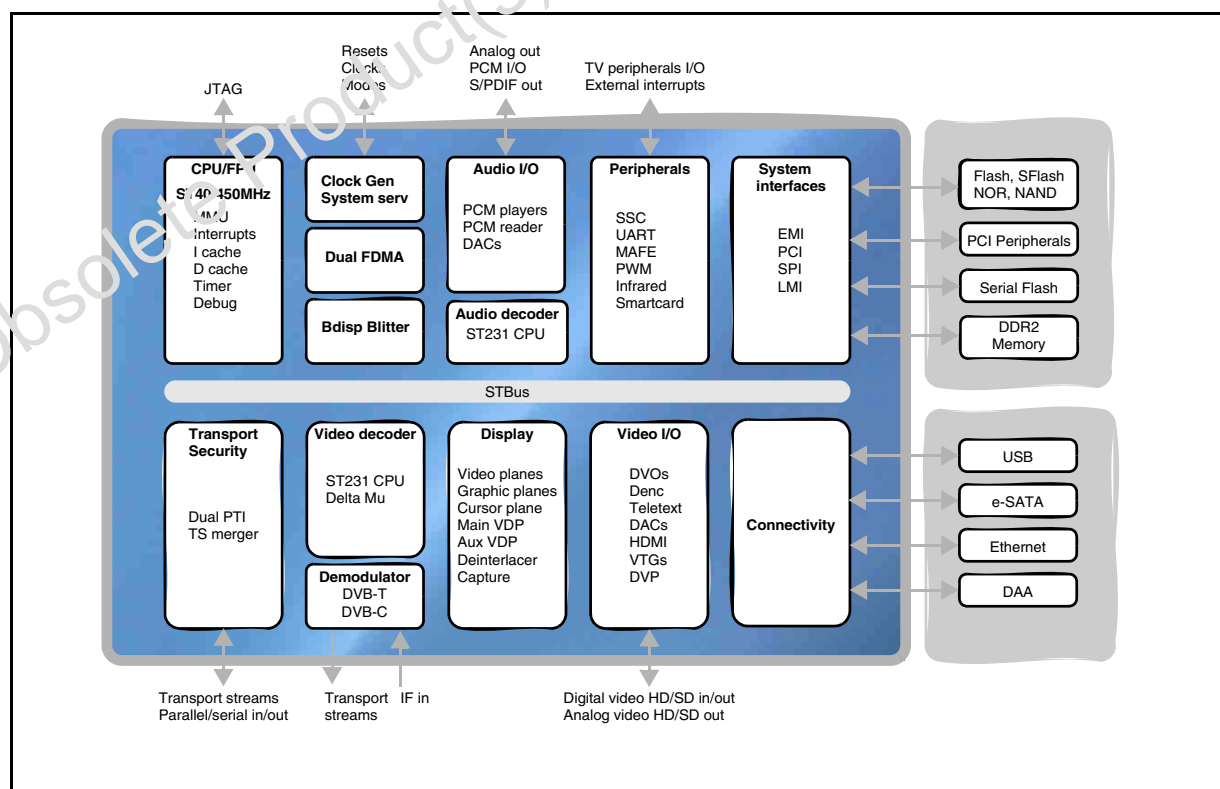 Obsolete Product(s)
Resets
Clocks
Modes
Analog out
PCM I/O
S/PDIF out
TV peripherals I/O
External interrupts
JTAG
CPU/FPU
ST40-450MHz
MMU
Interrupts
I cache
D cache
Timer
Debug
Clock Gen
System serv
Dual FDMA
Bdisp Blitter
Audio I/O
PCM players
PCM reader
DACs
Audio decoder
ST231 CPU
Peripherals
SSC
UART
MAFE
PWM
Infrared
Smartcard
System
interfaces
EMI
PCI
SPI
LMI
Flash, SFlash
NOR, NAND
PCI Peripherals
Serial Flash
DDR2
Memory
STBus
Transport
Security
Dual PTI
TS merger
Video decoder
ST231 CPU
Delta Mu
Demodulator
DVB-T
DVB-C
Display
Video planes
Graphic planes
Cursor plane
Main VDP
Aux VDP
Deinterlacer
Capture
Video I/O
DVOs
Denc
Teletext
DACs
HDMI
VTGs
DVP
Connectivity
USB
e-SATA
Ethernet
DAA
Transport streams
Parallel/serial in/out
Transport
streams
IF in
Digital video HD/SD in/out
Analog video HD/SD out